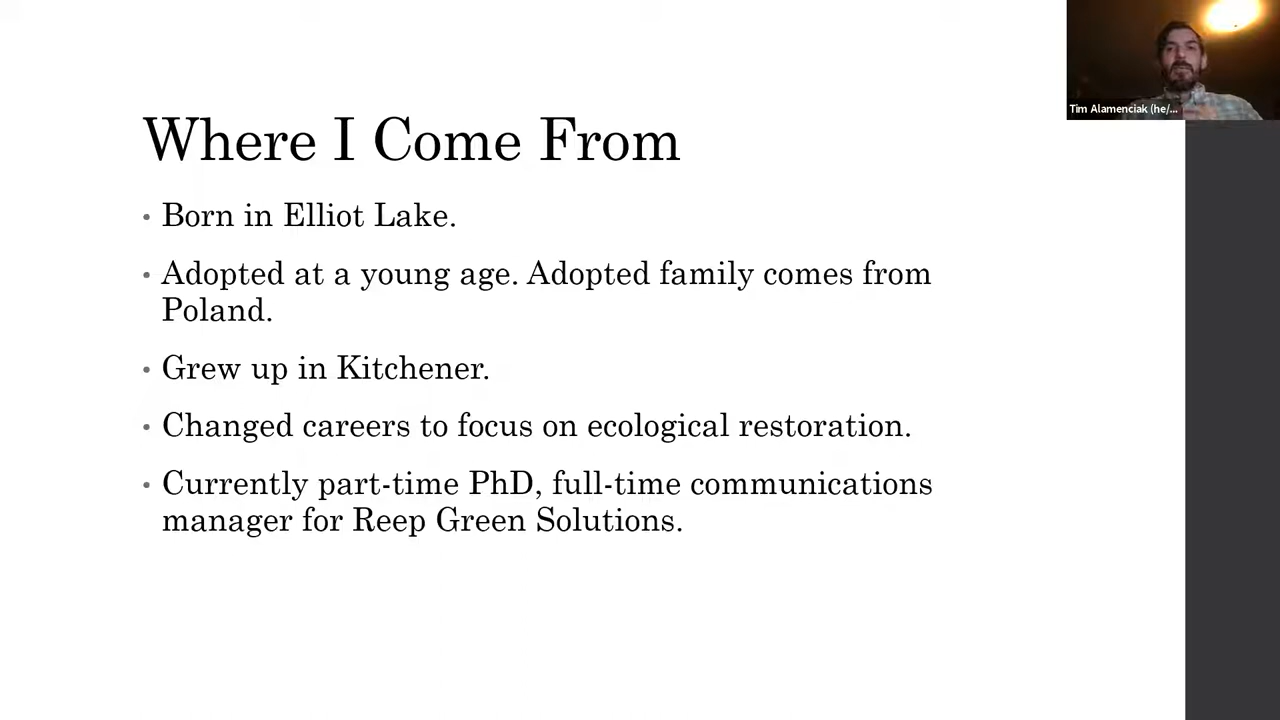 Tim Alamenciak (he/...
Where I Come From
• Born in Elliot Lake.
• Adopted at a young age. Adopted family comes from
Poland.
• Grew up in Kitchener.
• Changed careers to focus on ecological restoration.
• Currently part-time PhD, full-time communications
manager for Reep Green Solutions.